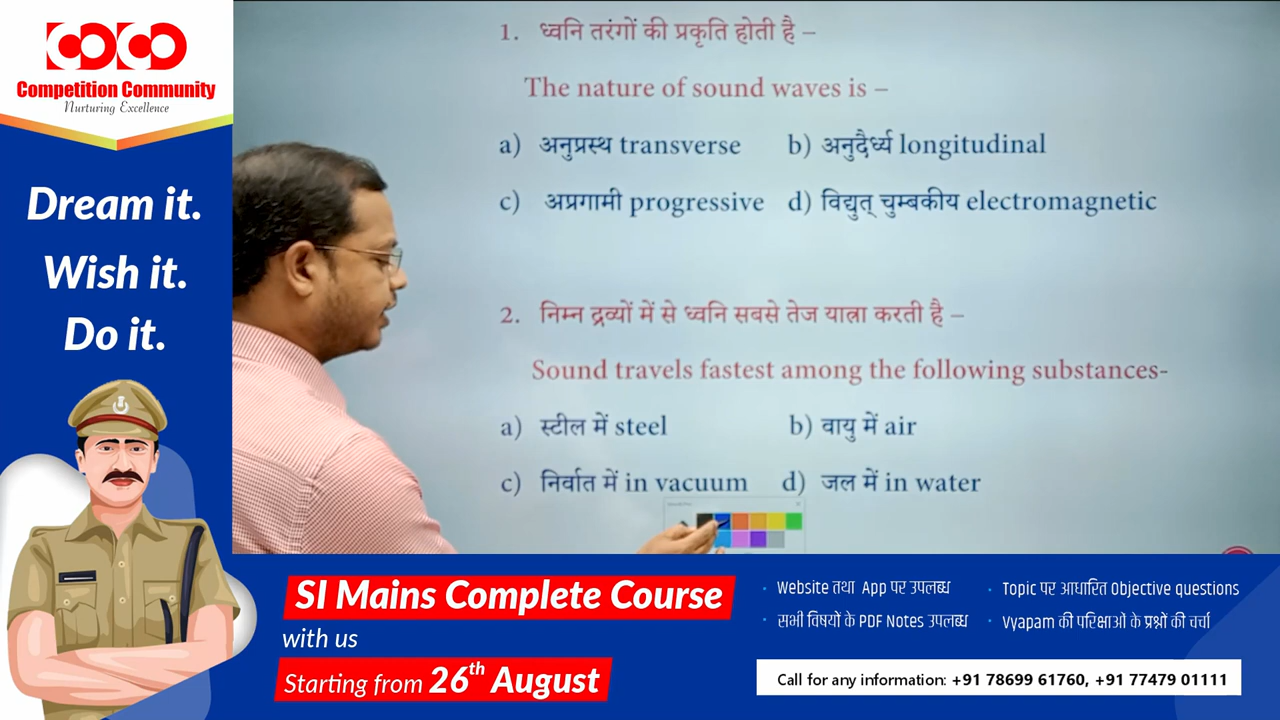 COCO
Competition Community
Nurturing Excellence
Dream it.
Wish it.
Do it.
1. ध्वनि तरंगों की प्रकृति होती है –
The nature of sound waves is –
a) अनुप्रस्थ transverse b) अनुदैर्ध्य longitudinal
c) अप्रगामी progressive d) विद्युत् चुम्बकीय electromagnetic
2. निम्न द्रव्यों में से ध्वनि सबसे तेज यात्रा करती है –
Sound travels fastest among the following substances-
a) स्टील में steel b) वायु में air
c) निर्वात में in vacuum d) जल में in water
SI Mains Complete Course
with us
Starting from 26th August
· Website तथा App पर उपलब्ध
· सभी विषयों के PDF Notes उपलब्ध
· Topic पर आधारित Objective questions
· Vyapam की परिक्षाओं के प्रश्नों की चर्चा
Call for any information: +91 78699 61760, +91 77479 01111